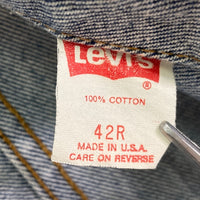 Levi's
®
100% COTTON
42R
MADE IN U.S.A.
CARE ON REVERSE